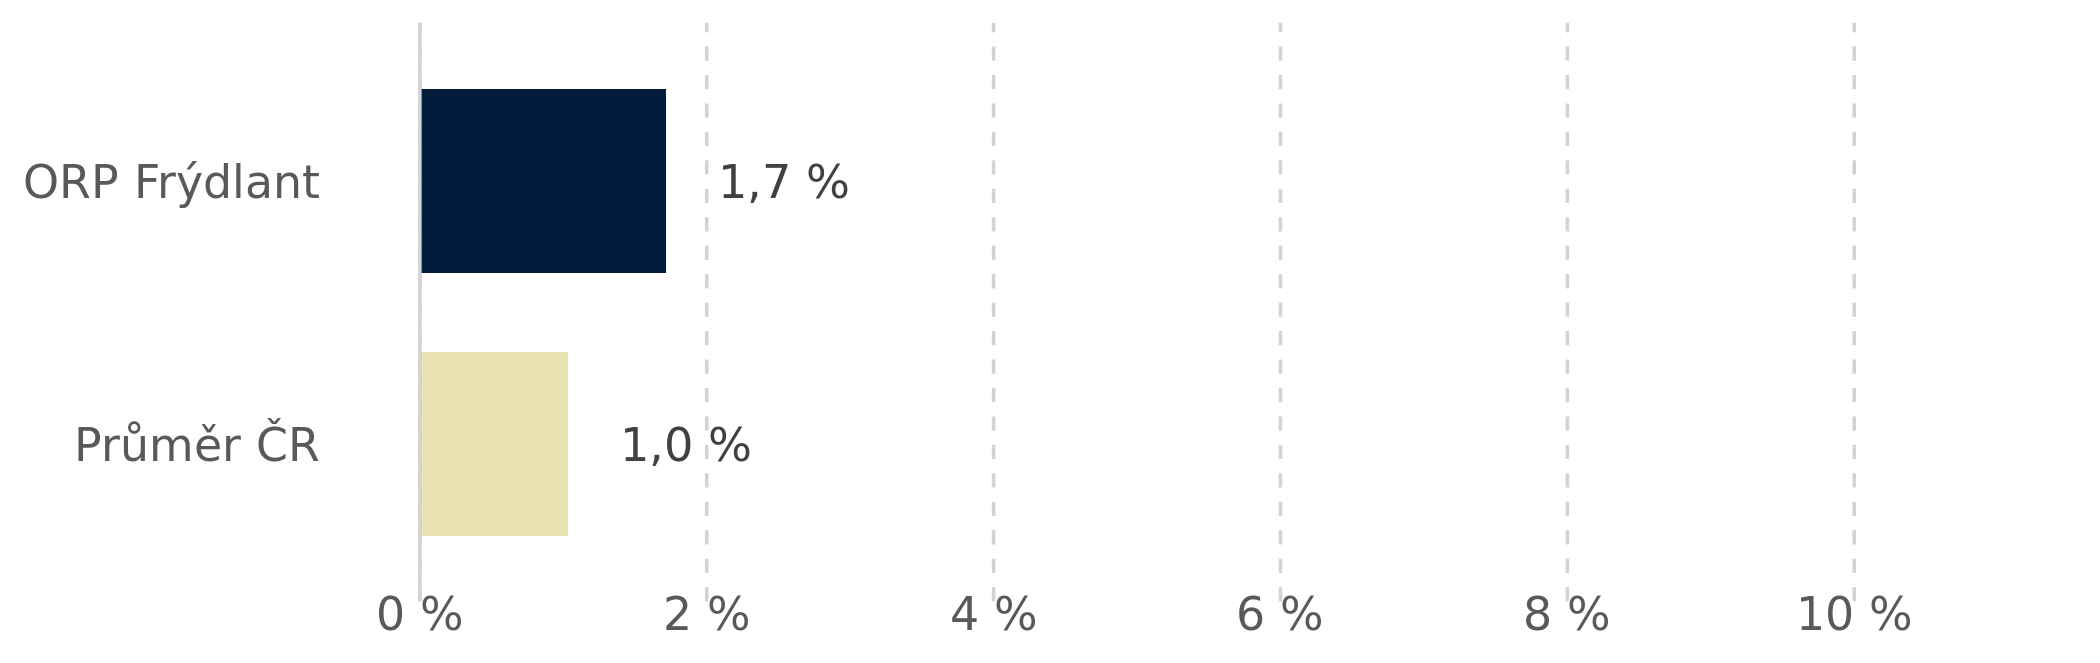 ORP Frýdlant
1,7 %
Průměr ČR
1,0 %
0 % 2 % 4 % 6 % 8 % 10 %